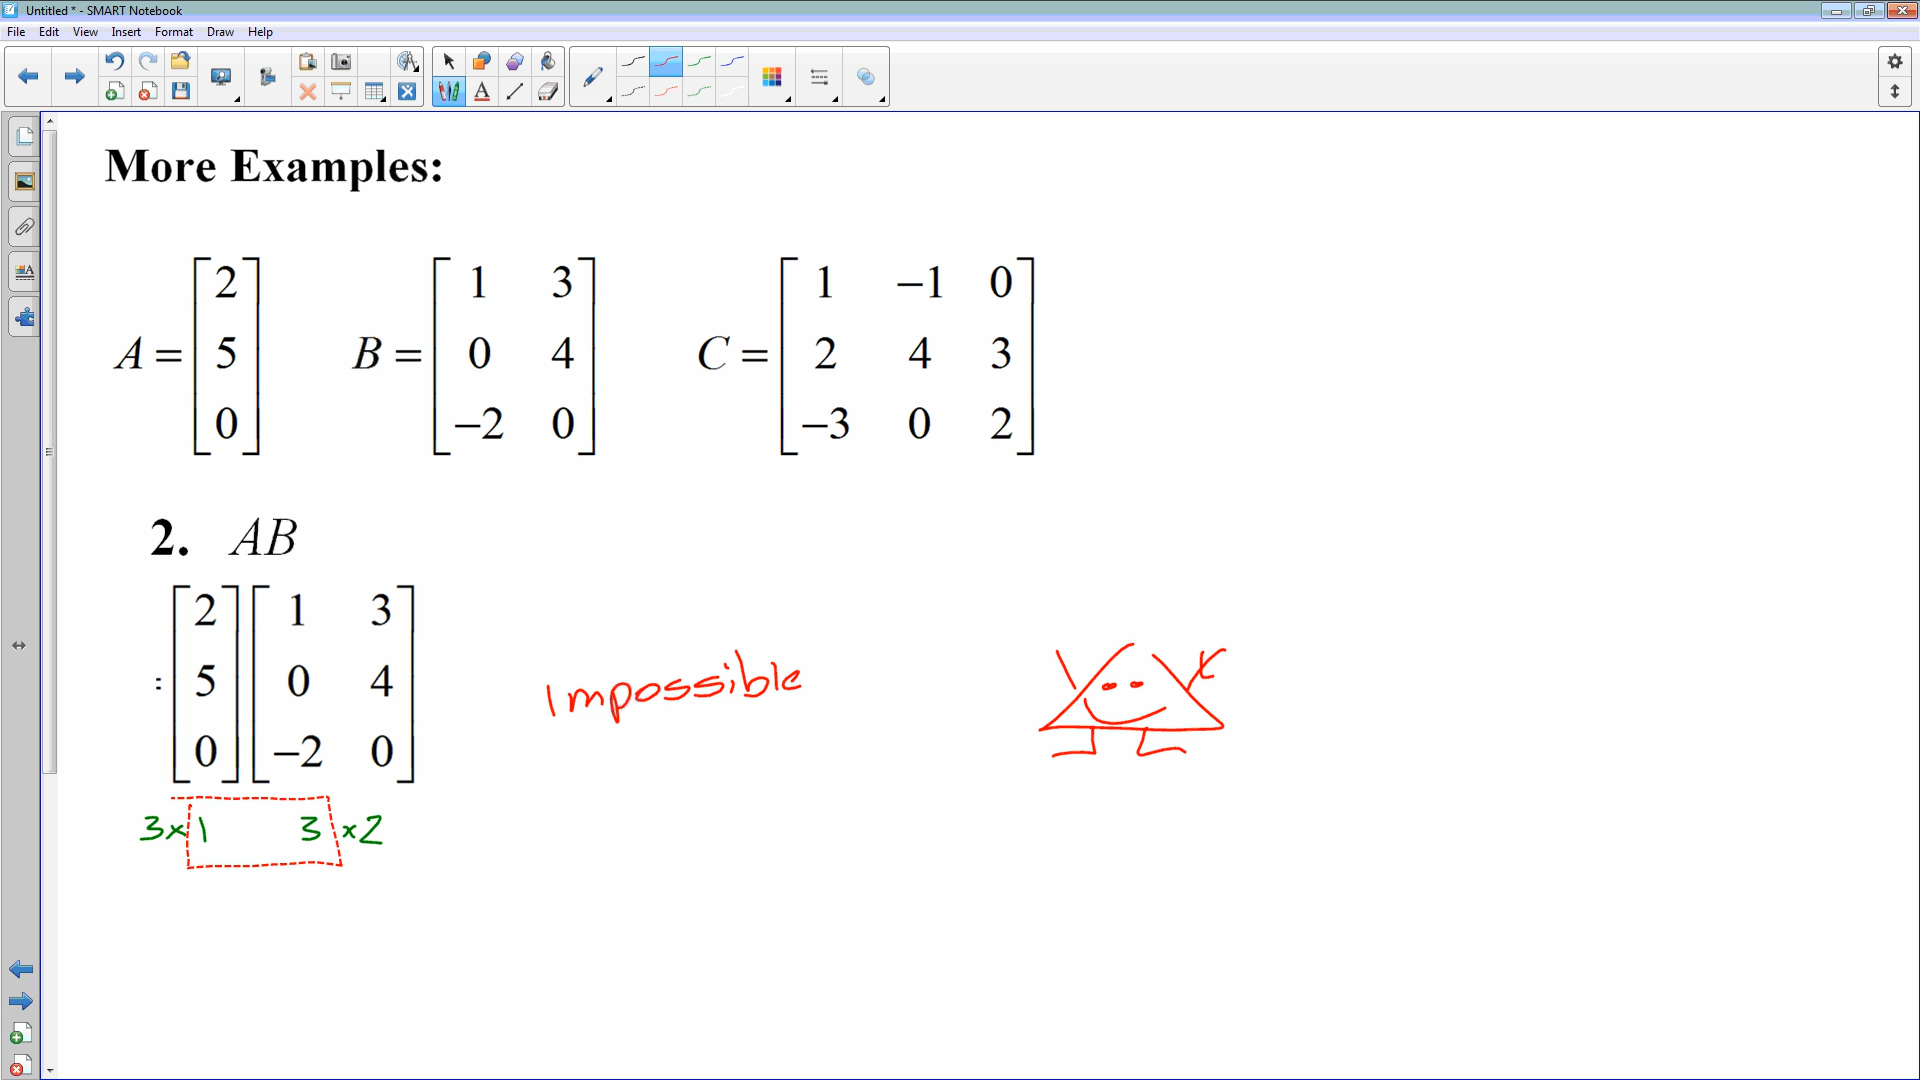 Untitled * - SMART Notebook
File Edit View Insert Format Draw Help
More Examples:
A = [2 5 0] B = [1 3 0 4 −2 0] C = [1 −1 0 2 4 3 −3 0 2]
2. AB
= [2 5 0] [1 3 0 4 −2 0] Impossible
3x1 3x2